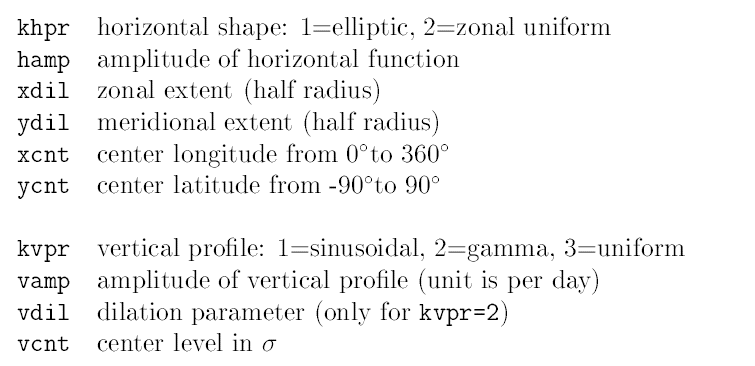 khpr horizontal shape: 1=elliptic, 2=zonal uniform
hamp amplitude of horizontal function
xdil zonal extent (half radius)
ydil meridional extent (half radius)
xcnt center longitude from 0°to 360°
ycnt center latitude from -90°to 90°
kvpr vertical profile: 1=sinusoidal, 2=gamma, 3=uniform
vamp amplitude of vertical profile (unit is per day)
vdil dilation parameter (only for kvpr=2)
vcnt center level in σ